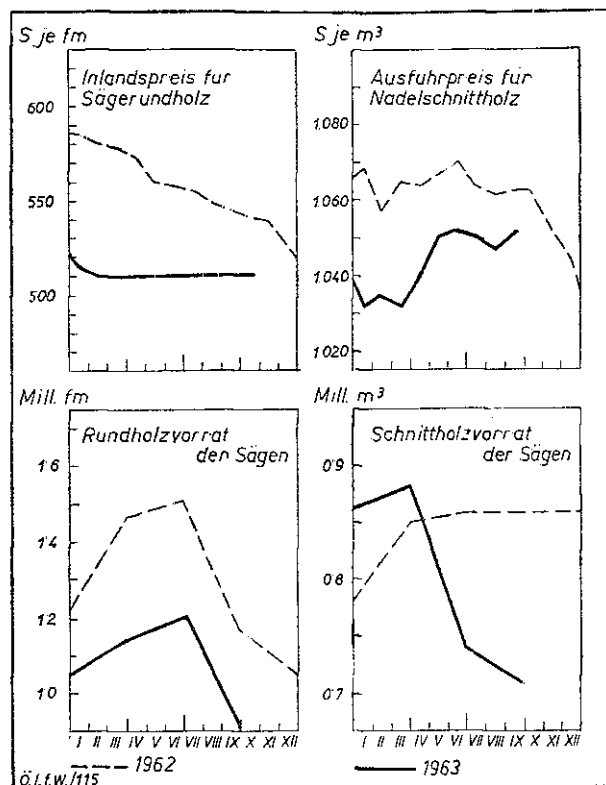 S je fm
Inlandspreis für
Sägerundholz
600
550
500
S je m³
Ausfuhrpreis für
Nadelschnittholz
1.080
1.060
1.040
1.020
Mill. fm
Rundholzvorrat
der Sägen
1'6
1'4
1'2
1'0
Mill. m³
Schnittholzvorrat
der Sägen
0'9
0'8
0'7
I II III IV V VI VII VIII IX X XI XII
I II III IV V VI VII VIII IX X XI XII
1962
1963
Ö.I.f.W./115